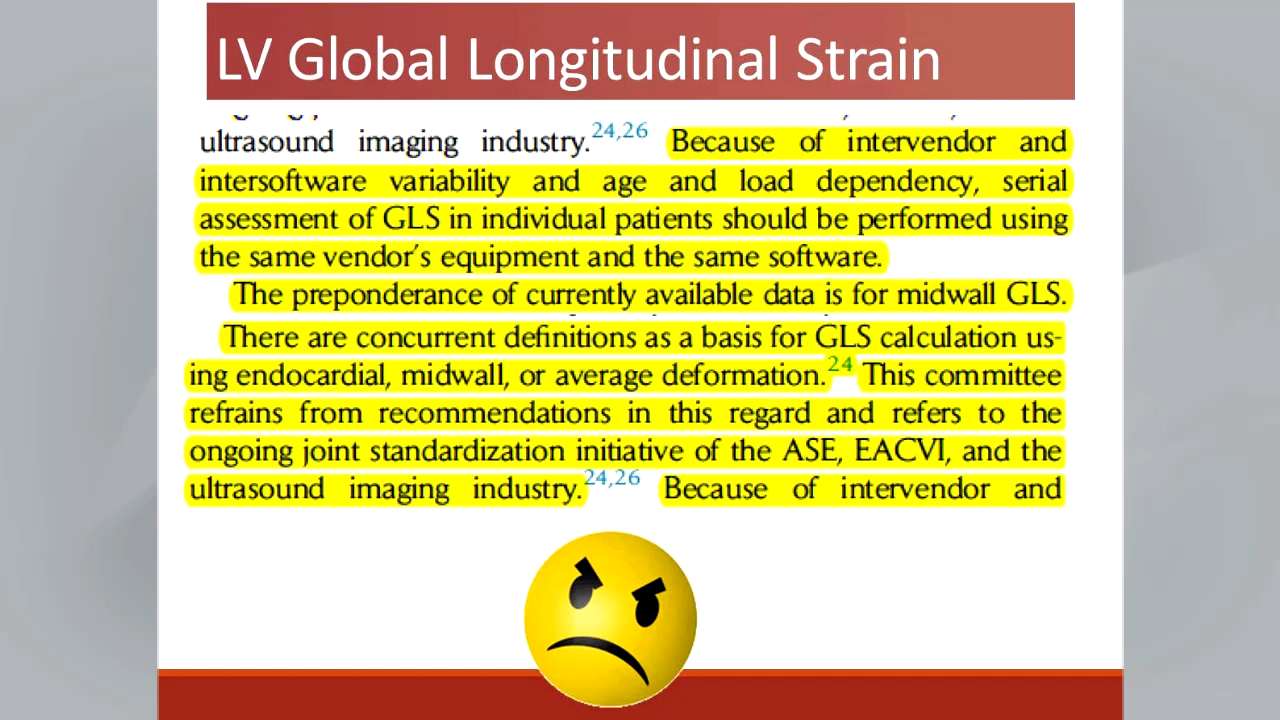 LV Global Longitudinal Strain
ultrasound imaging industry.24,26 Because of intervendor and
intersoftware variability and age and load dependency, serial
assessment of GLS in individual patients should be performed using
the same vendor's equipment and the same software.
The preponderance of currently available data is for midwall GLS.
There are concurrent definitions as a basis for GLS calculation us-
ing endocardial, midwall, or average deformation.24 This committee
refrains from recommendations in this regard and refers to the
ongoing joint standardization initiative of the ASE, EACVI, and the
ultrasound imaging industry.24,26 Because of intervendor and